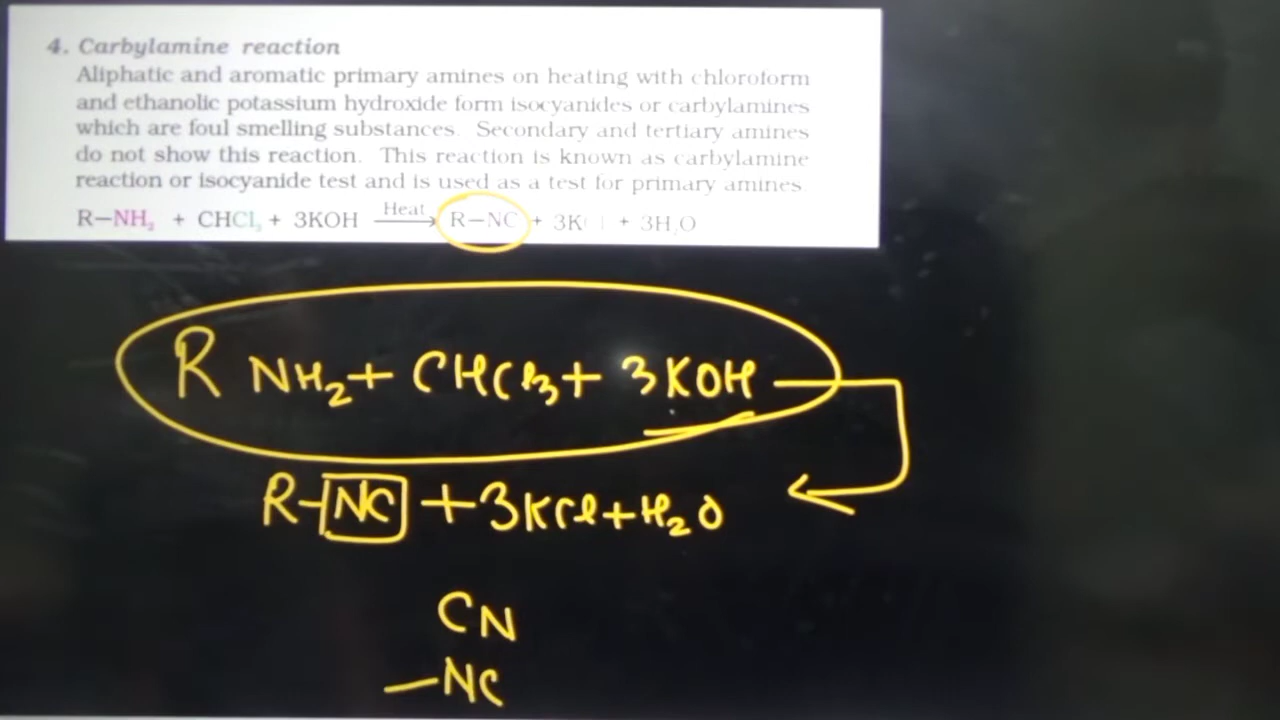 4. Carbylamine reaction
Aliphatic and aromatic primary amines on heating with chloroform
and ethanolic potassium hydroxide form isocyanides or carbylamines
which are foul smelling substances. Secondary and tertiary amines
do not show this reaction. This reaction is known as carbylamine
reaction or isocyanide test and is used as a test for primary amines
R–NH₂ + CHCl₃ + 3KOH —Heat→ R–NC + 3K + 3H₂O
R NH₂ + CHCl₃ + 3KOH
R–NC + 3KCl + H₂O
CN
–NC